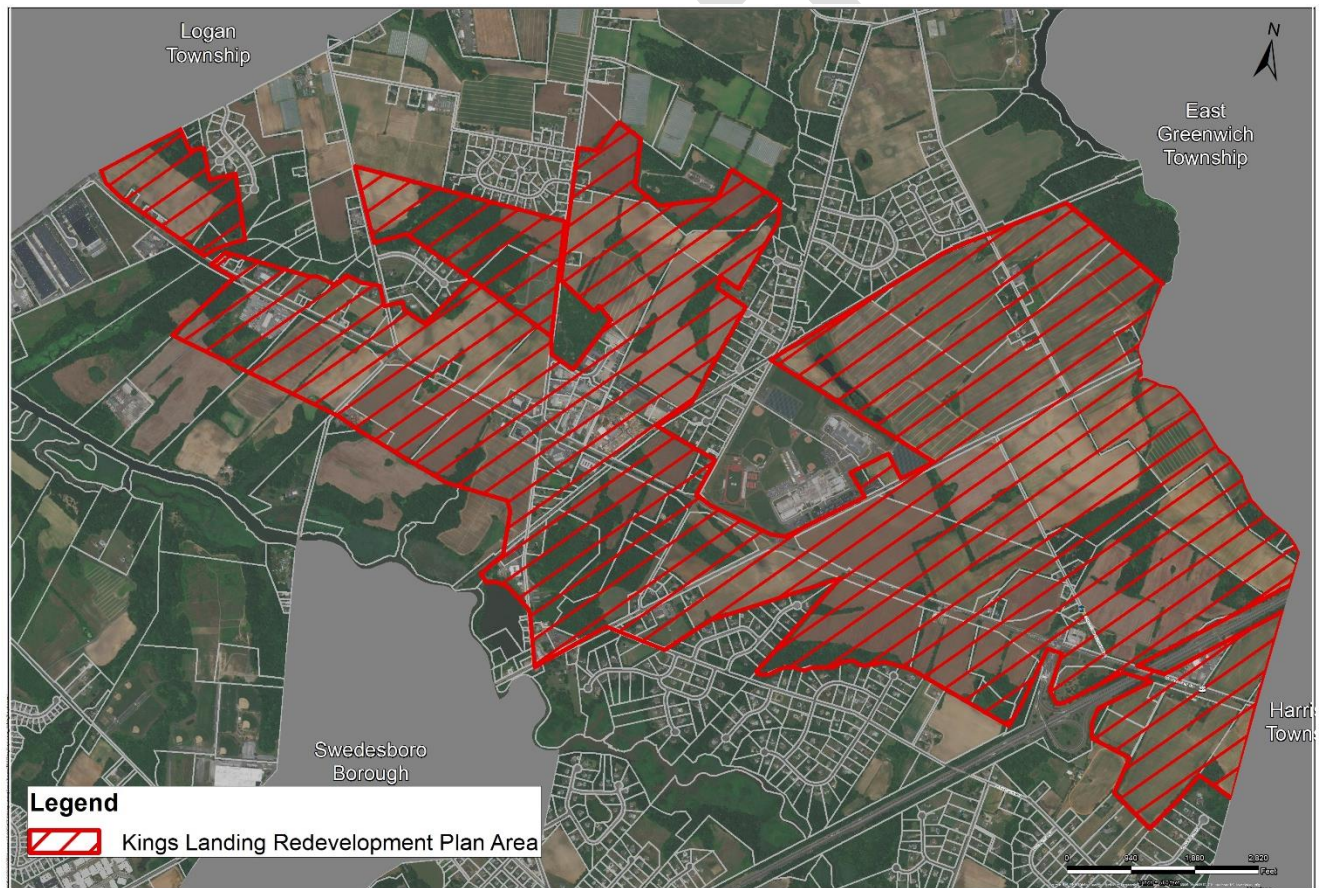 Logan
Township
N
East
Greenwich
Township
Harri
Towns
Swedesboro
Borough
Legend
Kings Landing Redevelopment Plan Area
0 940 1,880 2,820
Feet